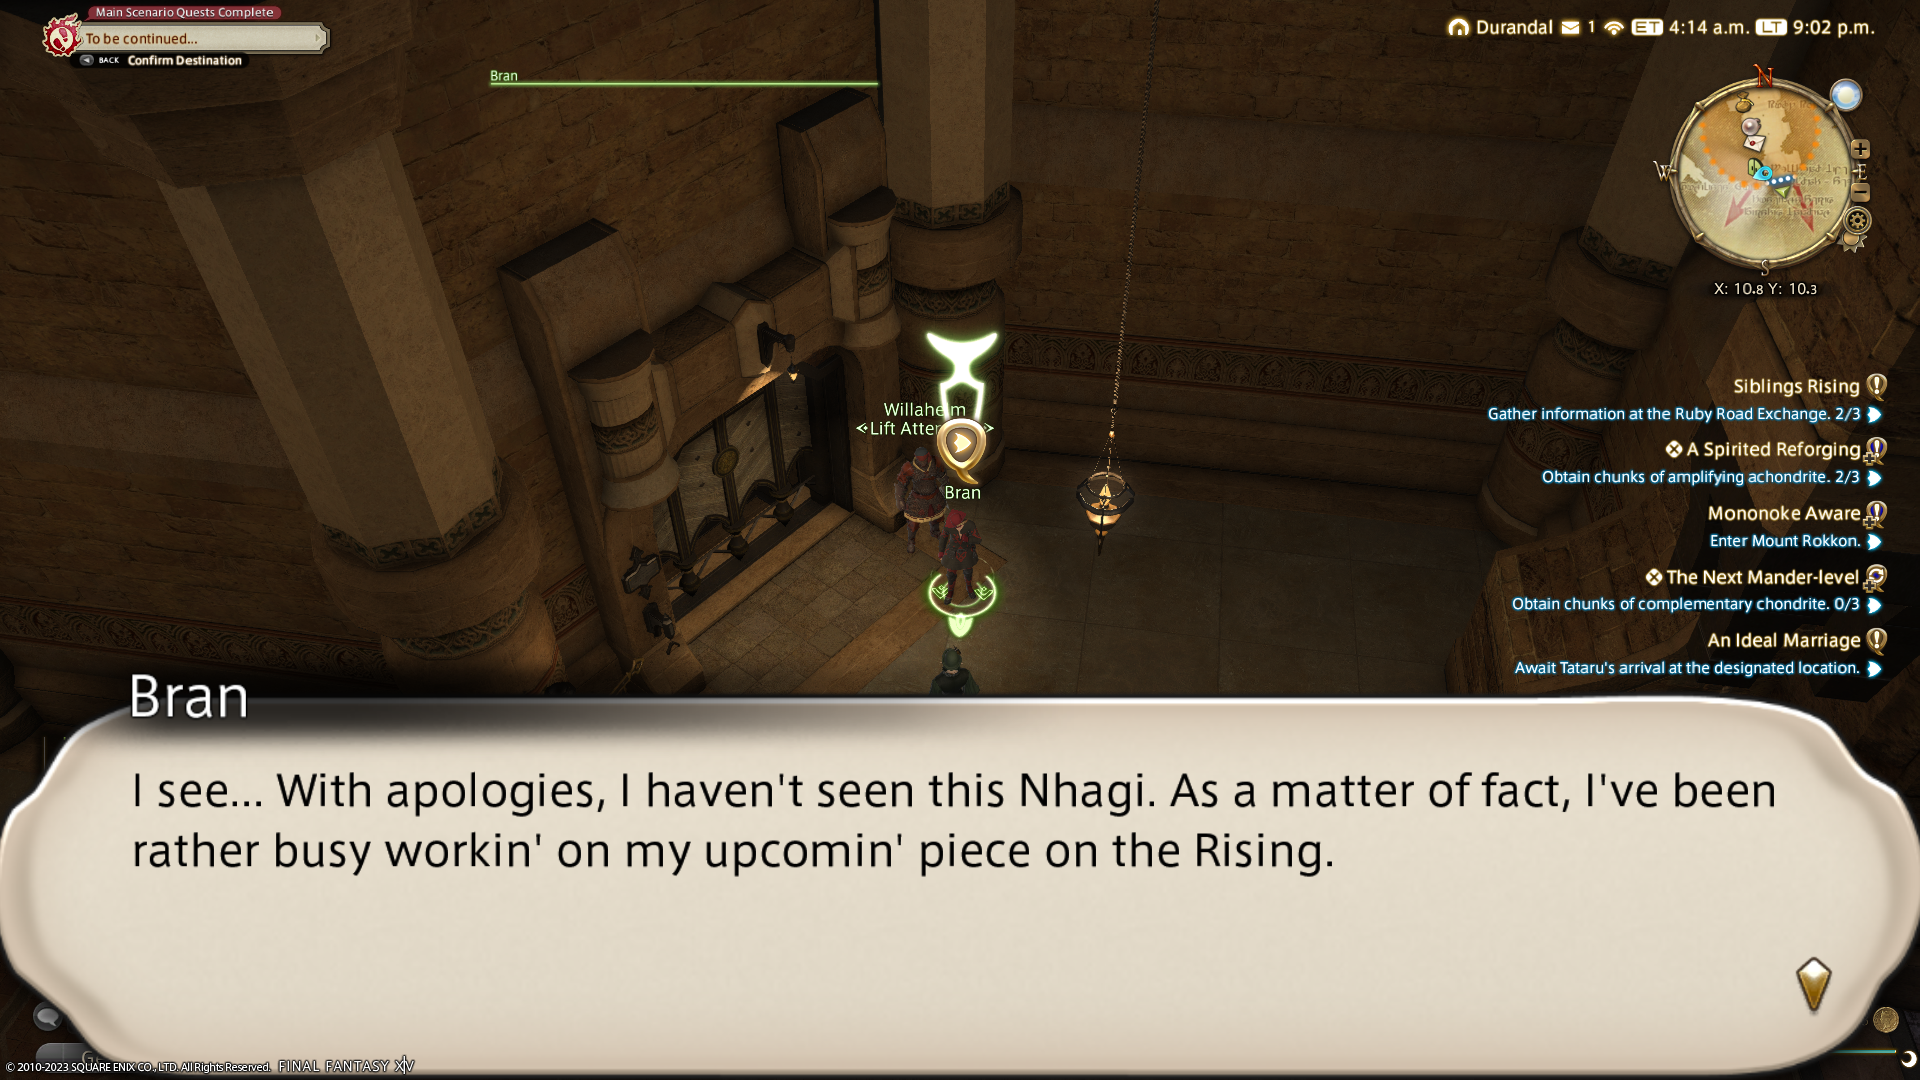 Main Scenario Quests Complete
To be continued...
BACK Confirm Destination
Bran
Durandal 1 ET 4:14 a.m. LT 9:02 p.m.
N
W
E
S
X: 10.8 Y: 10.3
Siblings Rising
Gather information at the Ruby Road Exchange. 2/3
A Spirited Reforging
Obtain chunks of amplifying achondrite. 2/3
Mononoke Aware
Enter Mount Rokkon.
The Next Mander-level
Obtain chunks of complementary chondrite. 0/3
An Ideal Marriage
Await Tataru's arrival at the designated location.
Willahelm
Lift
Bran
Bran
I see... With apologies, I haven't seen this Nhagi. As a matter of fact, I've been
rather busy workin' on my upcomin' piece on the Rising.
© 2010-2023 SQUARE ENIX CO., LTD. All Rights Reserved. FINAL FANTASY XIV